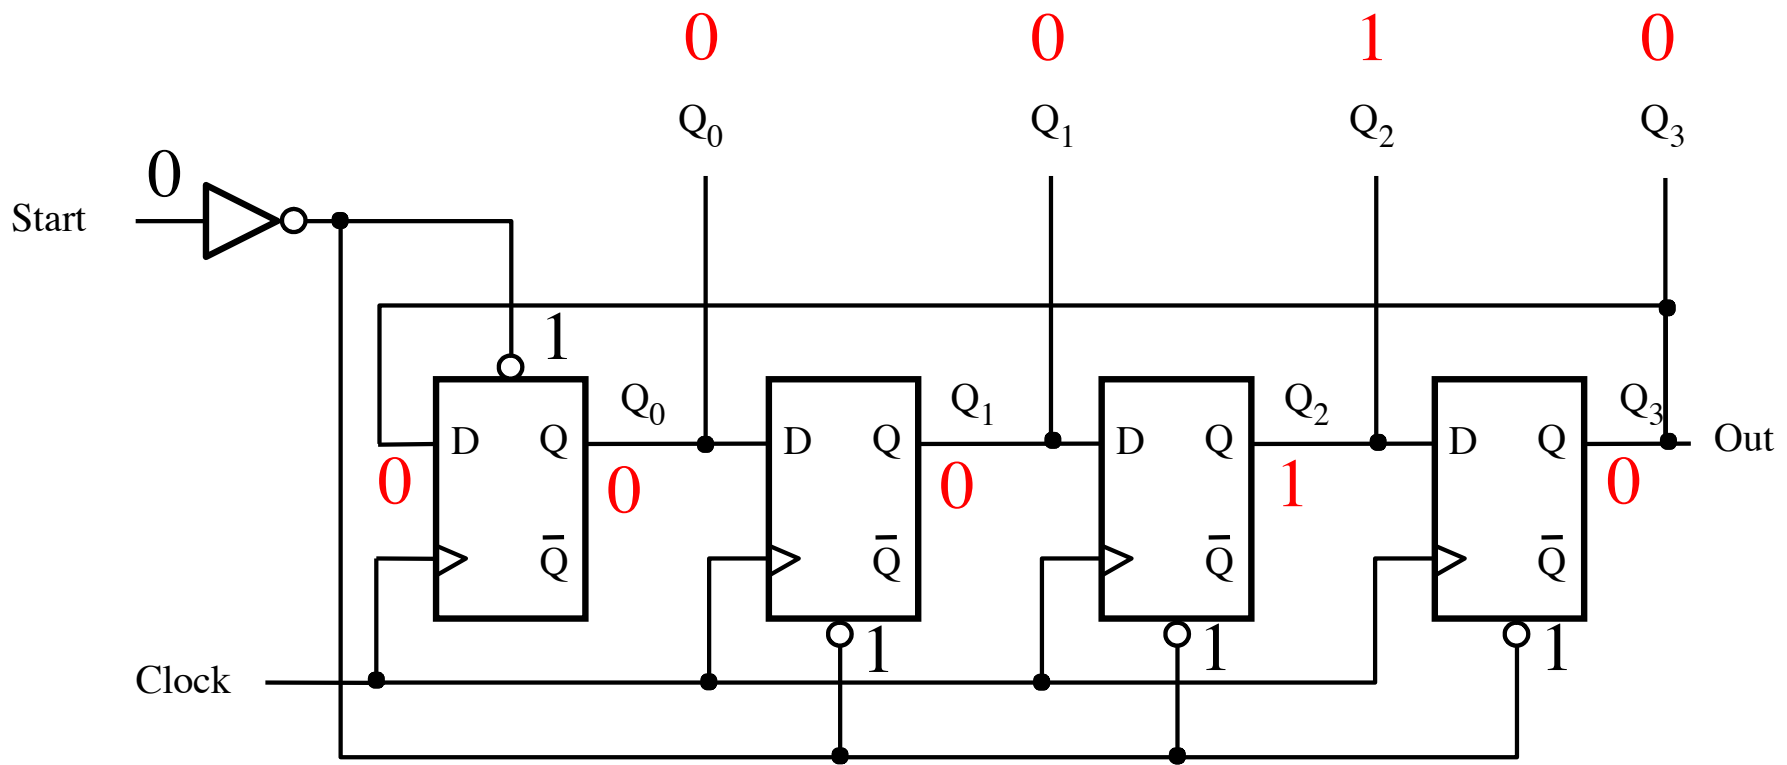 0 0 1 0
Q0 Q1 Q2 Q3
0
Start
1
Q0 Q1 Q2 Q3
D Q D Q D Q D Q Out
0 0 0 1 0
Q̅ Q̅ Q̅ Q̅
1 1 1
Clock